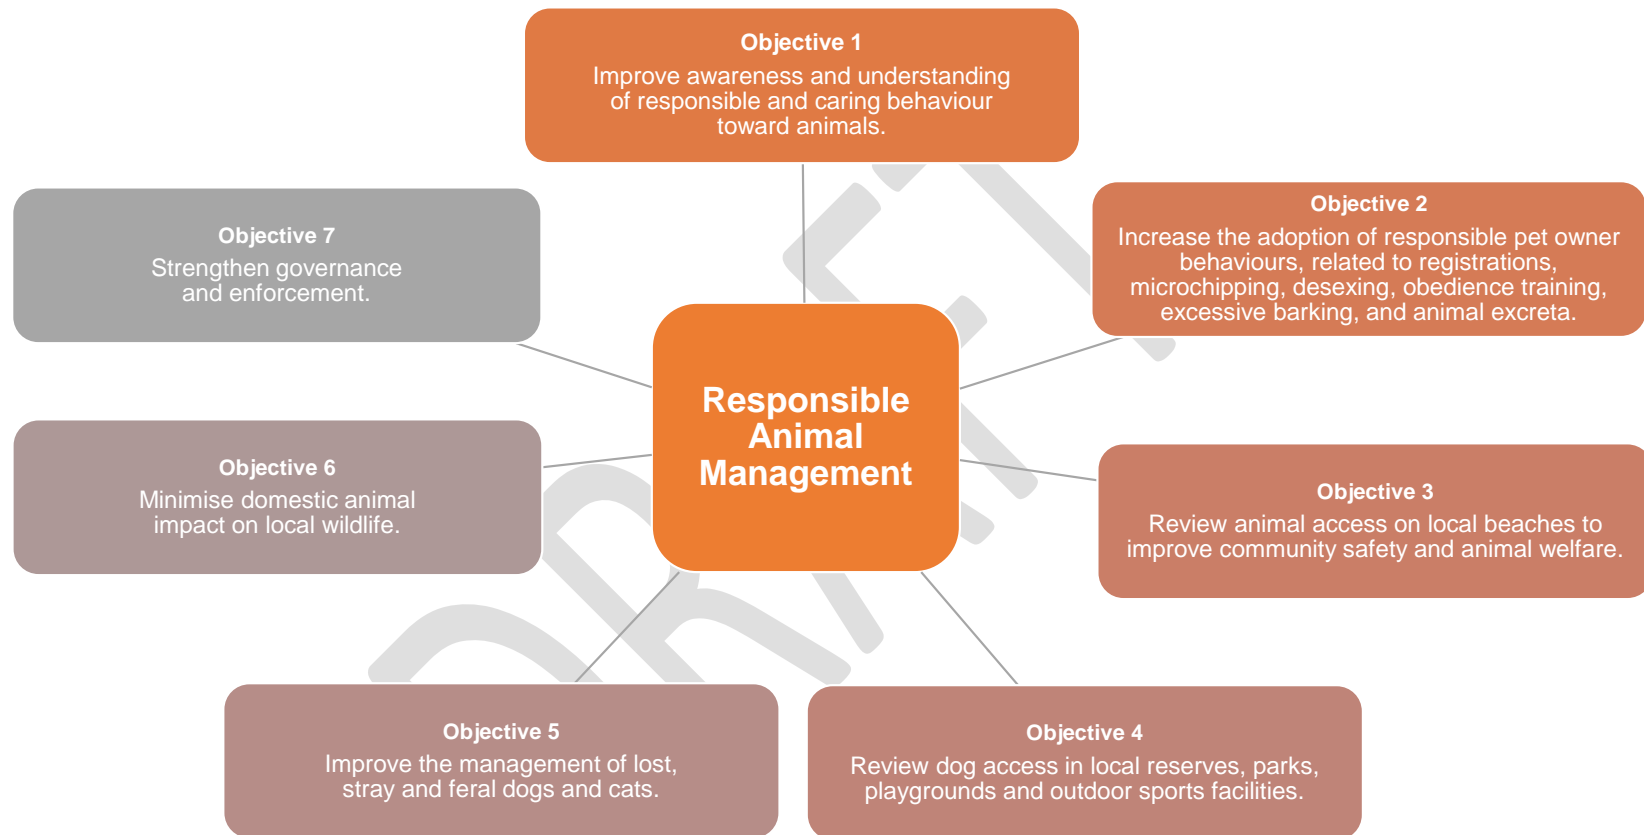 Objective 1
Improve awareness and understanding
of responsible and caring behaviour
toward animals.
Objective 2
Increase the adoption of responsible pet owner
behaviours, related to registrations,
microchipping, desexing, obedience training,
excessive barking, and animal excreta.
Objective 3
Review animal access on local beaches to
improve community safety and animal welfare.
Objective 4
Review dog access in local reserves, parks,
playgrounds and outdoor sports facilities.
Objective 5
Improve the management of lost,
stray and feral dogs and cats.
Objective 6
Minimise domestic animal
impact on local wildlife.
Objective 7
Strengthen governance
and enforcement.
Responsible
Animal
Management
DRAFT